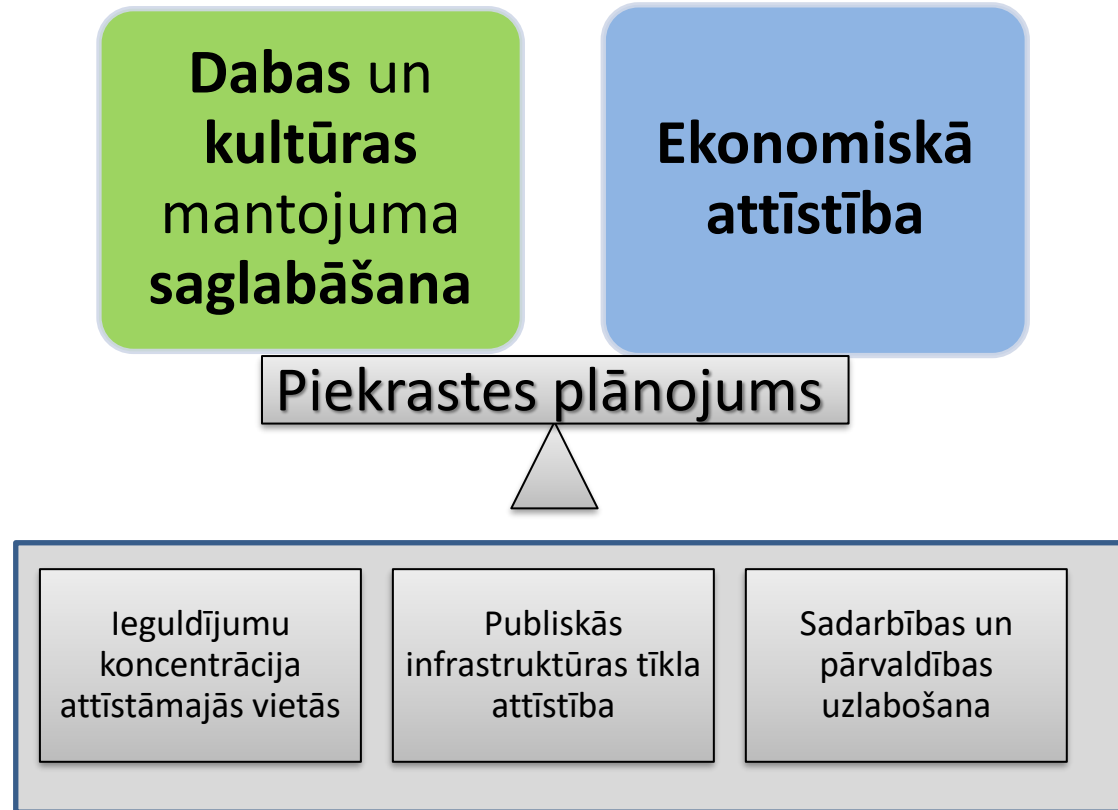 Dabas un
kultūras
mantojuma
saglabāšana
Ekonomiskā
attīstība
Piekrastes plānojums
Ieguldījumu
koncentrācija
attīstāmajās vietās
Publiskās
infrastruktūras tīkla
attīstība
Sadarbības un
pārvaldības
uzlabošana